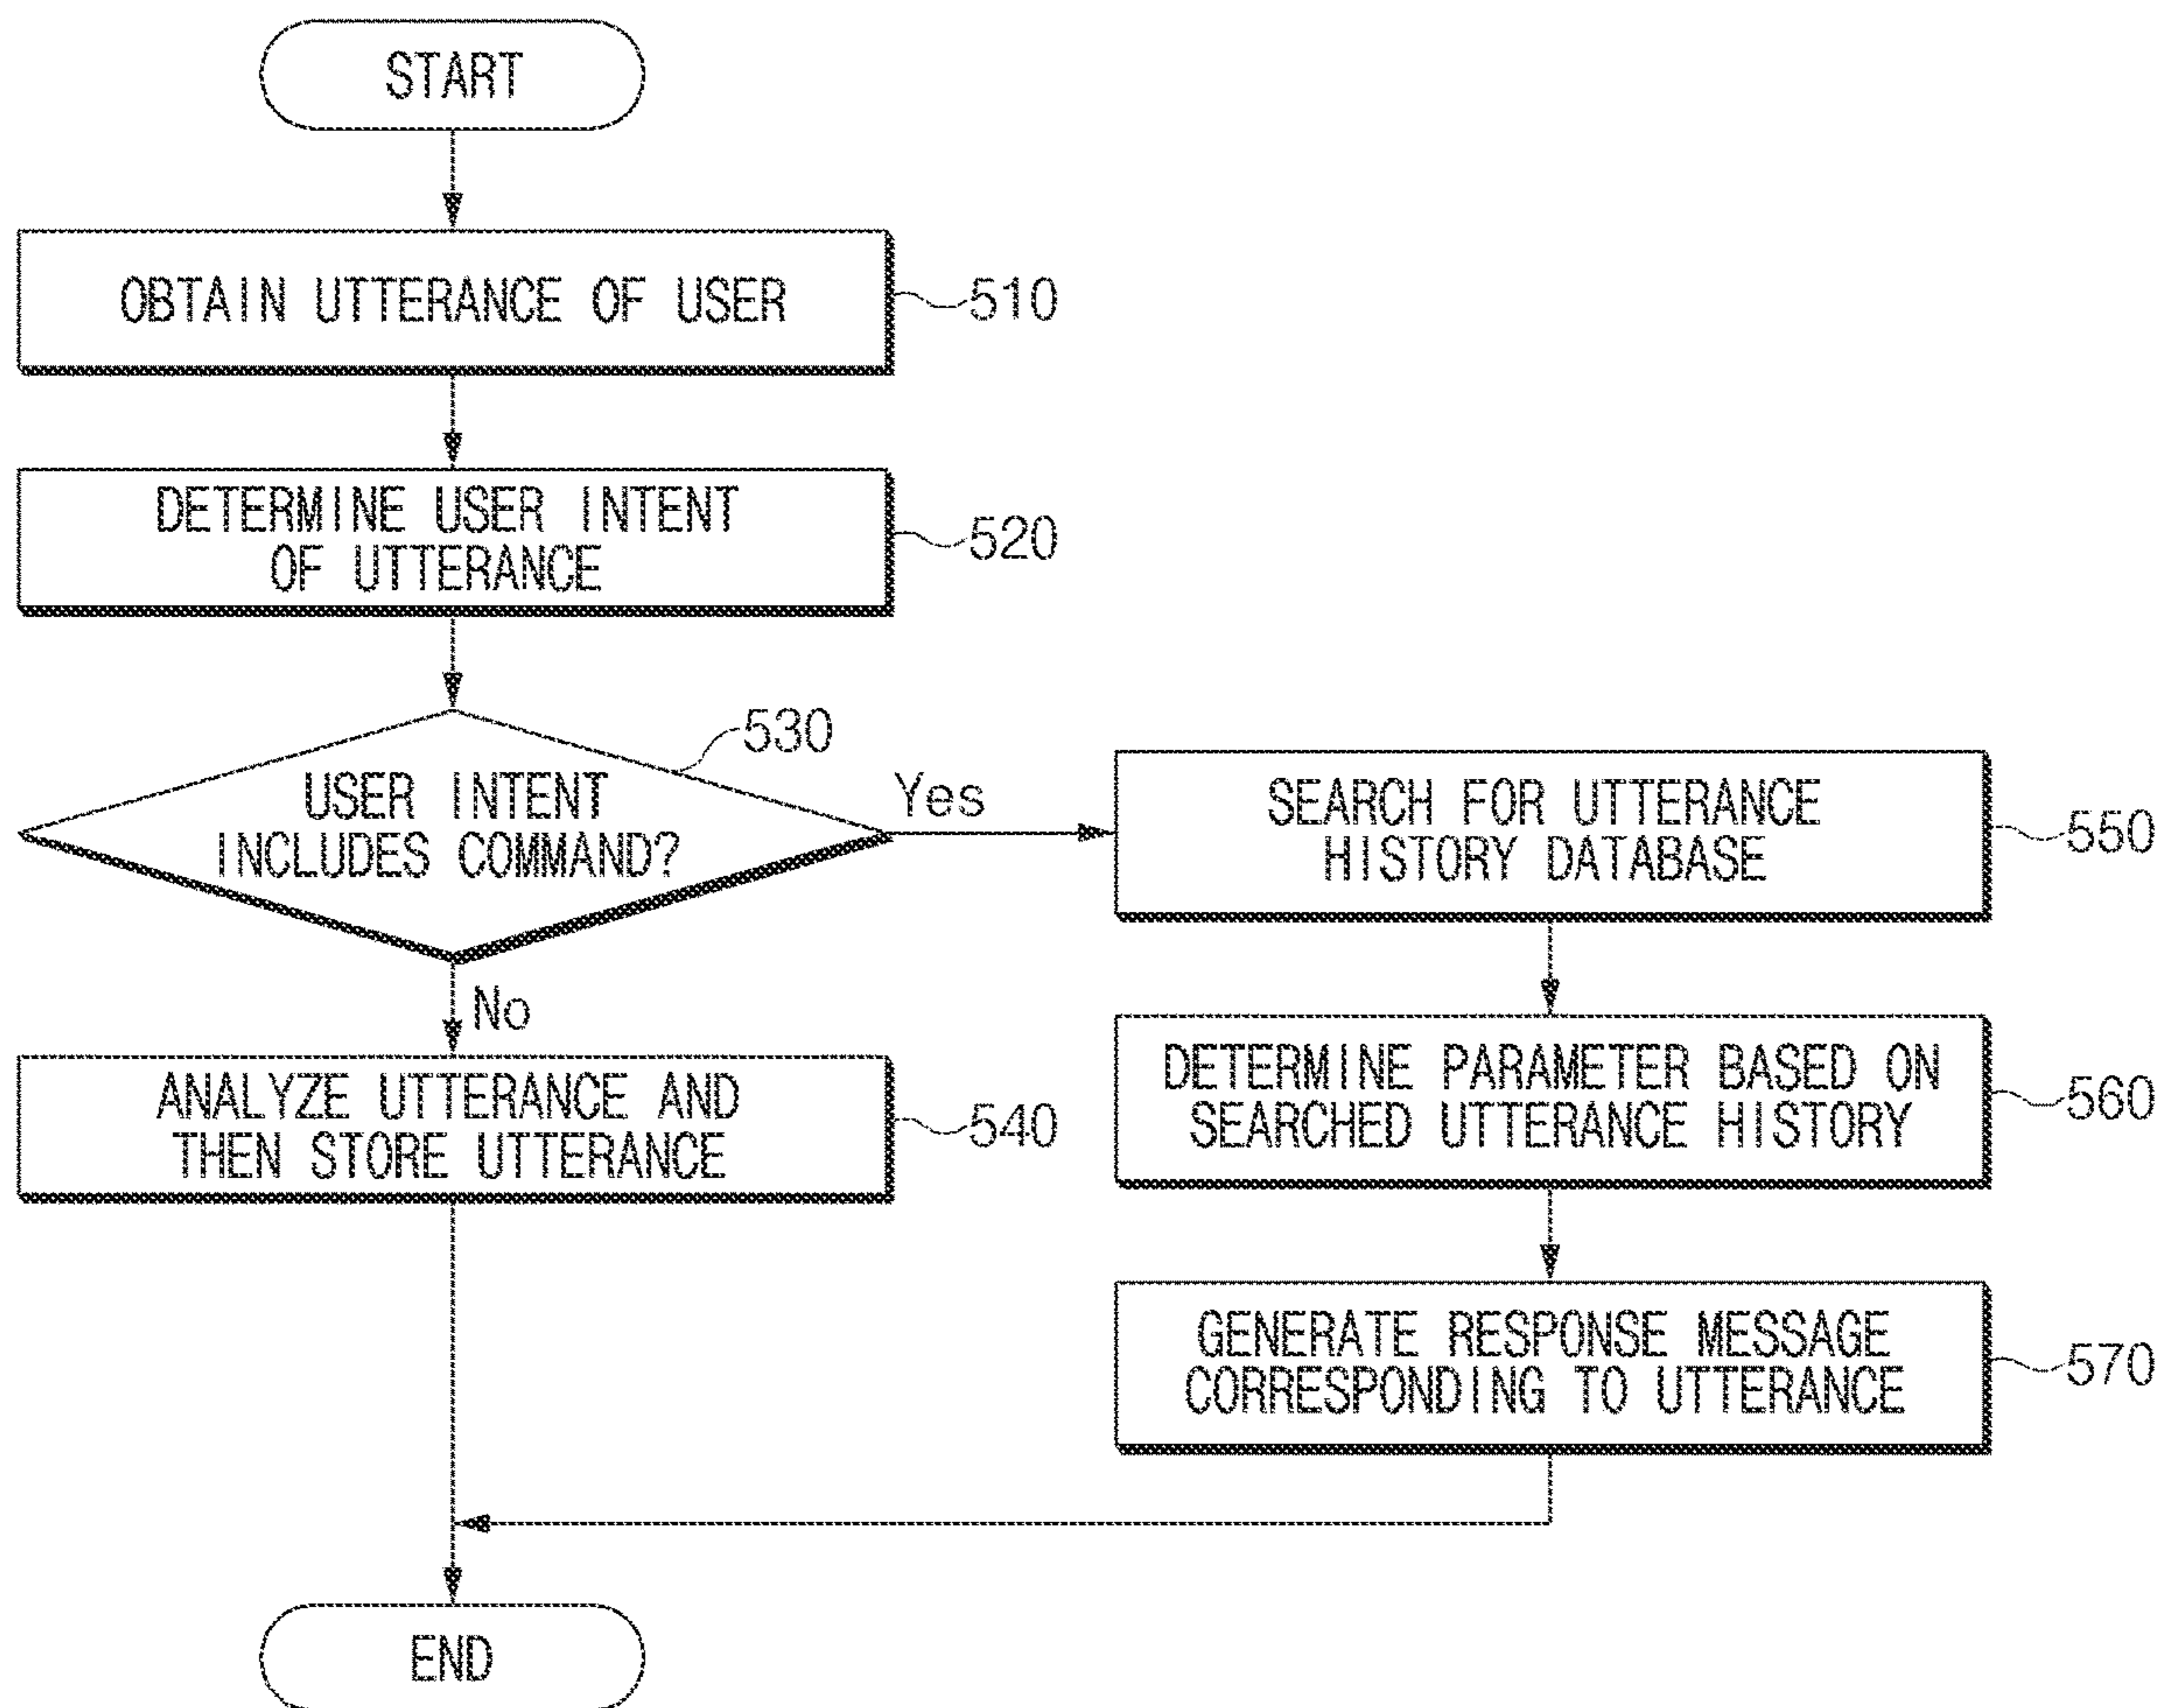 START
OBTAIN UTTERANCE OF USER
510
DETERMINE USER INTENT
OF UTTERANCE
520
530
USER INTENT
INCLUDES COMMAND?
Yes
No
ANALYZE UTTERANCE AND
THEN STORE UTTERANCE
540
SEARCH FOR UTTERANCE
HISTORY DATABASE
550
DETERMINE PARAMETER BASED ON
SEARCHED UTTERANCE HISTORY
560
GENERATE RESPONSE MESSAGE
CORRESPONDING TO UTTERANCE
570
END